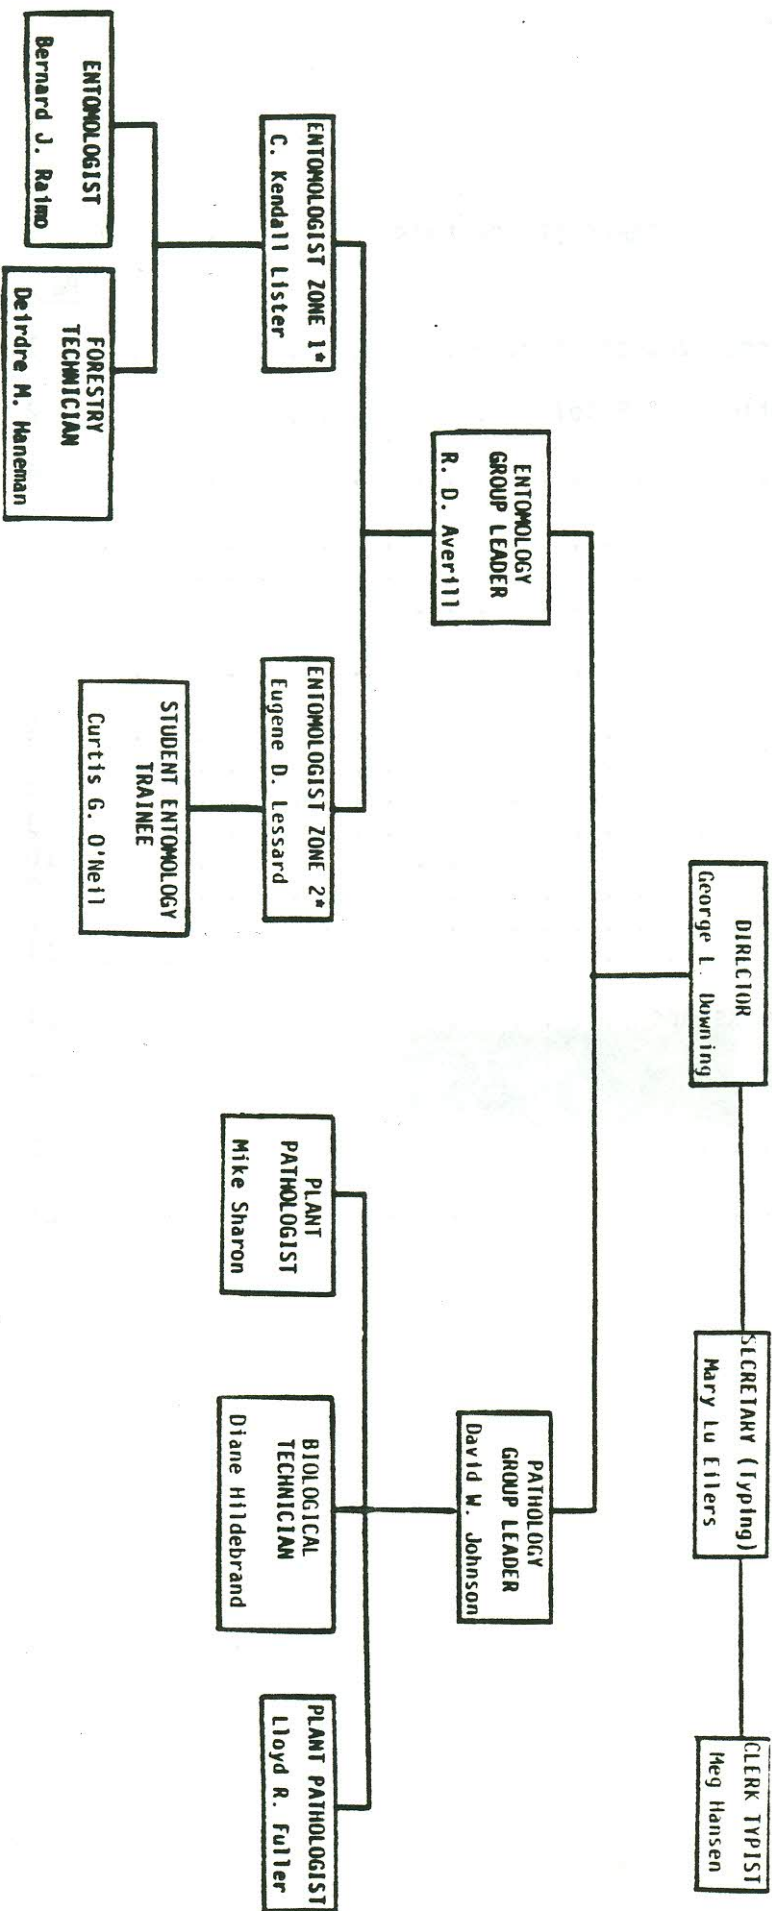 DIRECTOR
George L. Downing
SECRETARY (Typing)
Mary Lu Eilers
CLERK TYPIST
Meg Hansen
ENTOMOLOGY
GROUP LEADER
R. D. Averill
PATHOLOGY
GROUP LEADER
David W. Johnson
ENTOMOLOGIST ZONE 1*
C. Kendall Lister
ENTOMOLOGIST ZONE 2*
Eugene D. Lessard
PLANT
PATHOLOGIST
Mike Sharon
BIOLOGICAL
TECHNICIAN
Diane Hildebrand
PLANT PATHOLOGIST
Lloyd R. Fuller
ENTOMOLOGIST
Bernard J. Raimo
FORESTRY
TECHNICIAN
Deirdre M. Haneman
STUDENT ENTOMOLOGY
TRAINEE
Curtis G. O'Neil